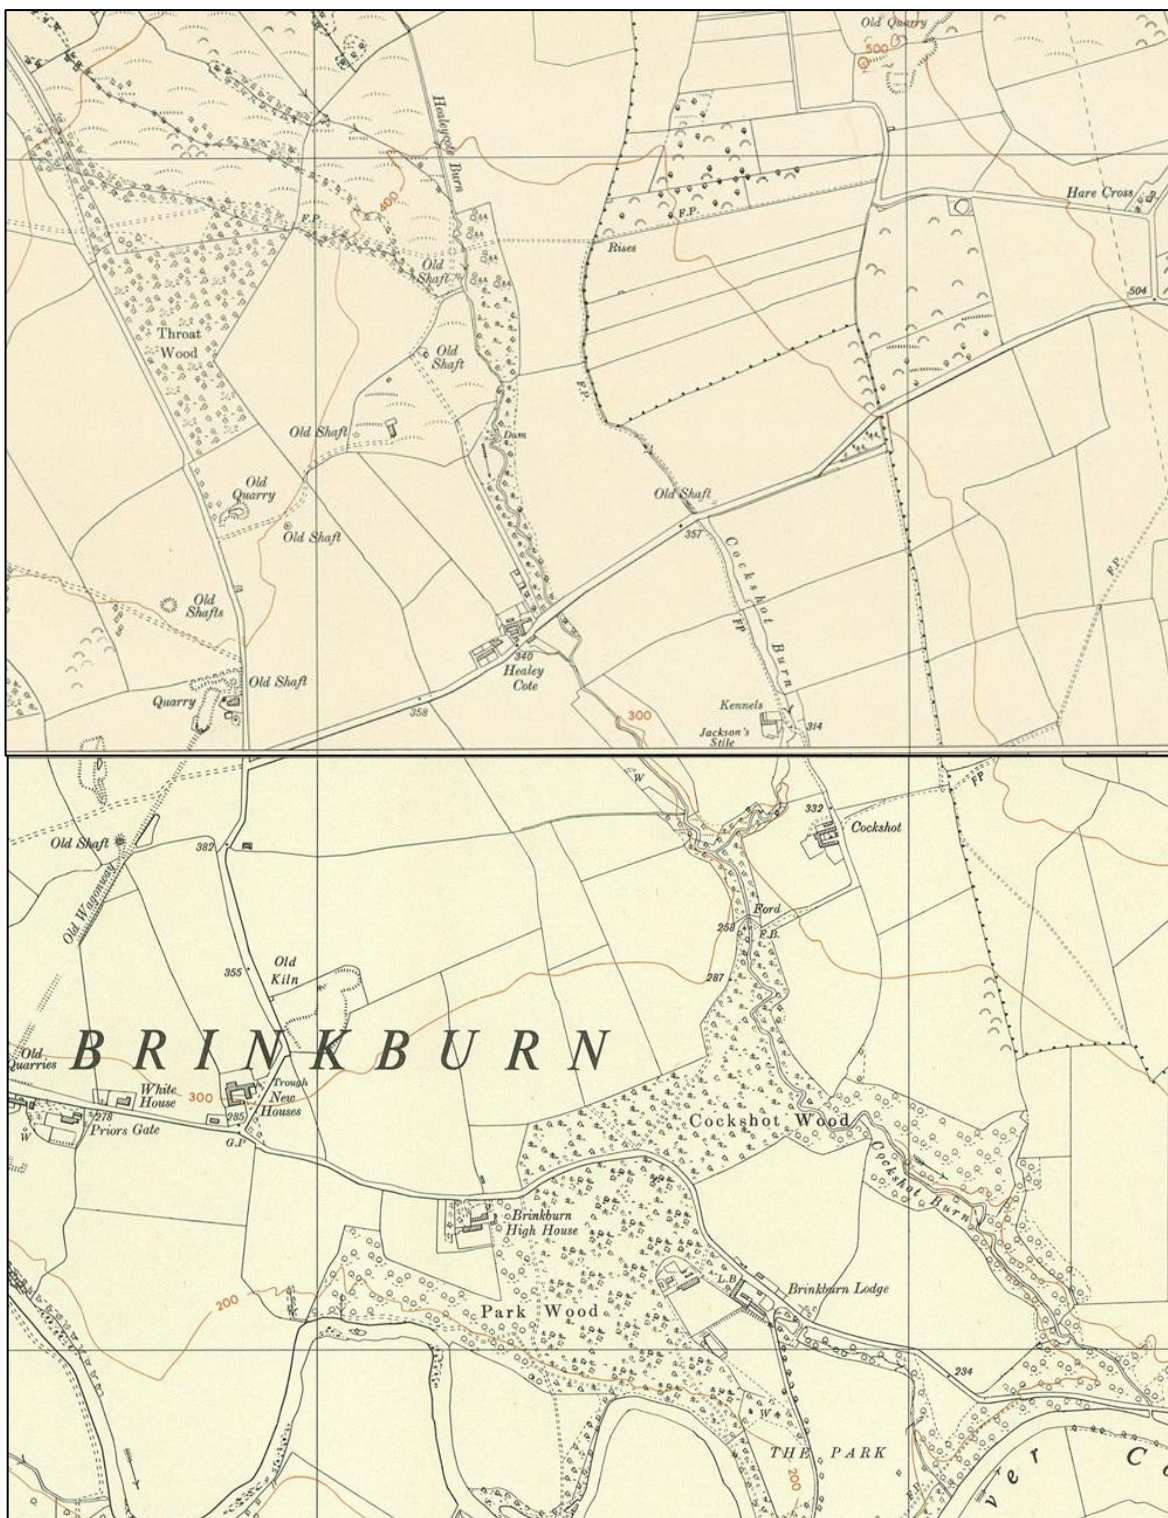 Old Quarry
500
Healeycote Burn
400
Hare Cross
F.P.
F.P.
Rises
Old
Shaft
504
Throat
Wood
Old
Shaft
F.P.
Old Shaft
Dam
Old
Quarry
Old Shaft
Old Shaft
357
Cockshot Burn
F.P.
FP
Old
Shafts
340
Healey
Cote
Old Shaft
Quarry
358
300
Kennels
314
Jackson's
Stile
W
FP
332
Cockshot
Old Shaft
382
Old Wagonway
Ford
258
F.B.
287
355
Old
Kiln
BRINKBURN
Old
Quarries
White
House
300
Trough
New
Houses
278
Priors Gate
285
G.P
W
Cockshot Wood
Cockshot Burn
Brinkburn
High House
L.B
Brinkburn Lodge
200
Park Wood
234
W
THE PARK
200
F.P.
ver
Co